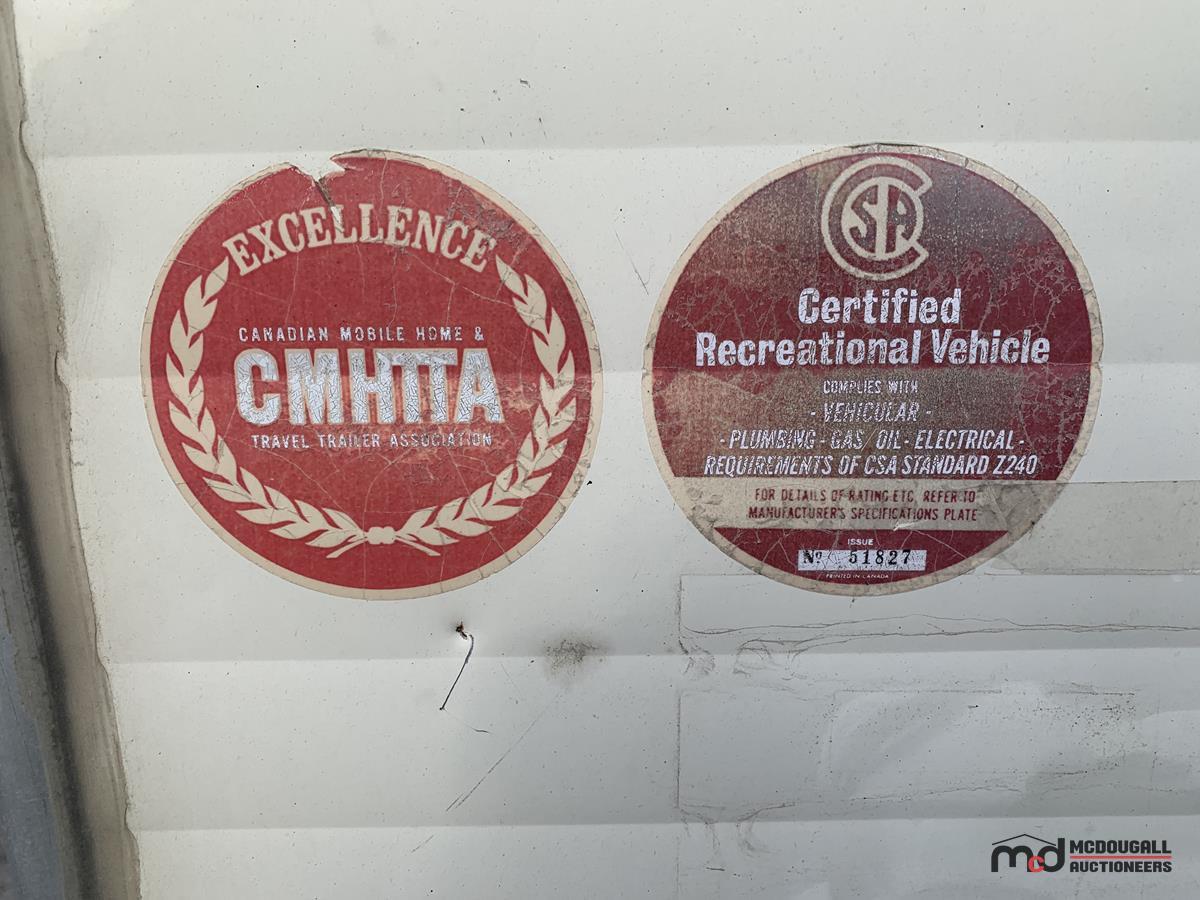 EXCELLENCE
CANADIAN MOBILE HOME &
CMHTTA
TRAVEL TRAILER ASSOCIATION
CSA
Certified
Recreational Vehicle
COMPLIES WITH
- VEHICULAR -
- PLUMBING - GAS / OIL - ELECTRICAL -
REQUIREMENTS OF CSA STANDARD Z240
FOR DETAILS OF RATING ETC. REFER TO
MANUFACTURER'S SPECIFICATIONS PLATE
ISSUE
Nº 51827
PRINTED IN CANADA
mcd MCDOUGALL
AUCTIONEERS